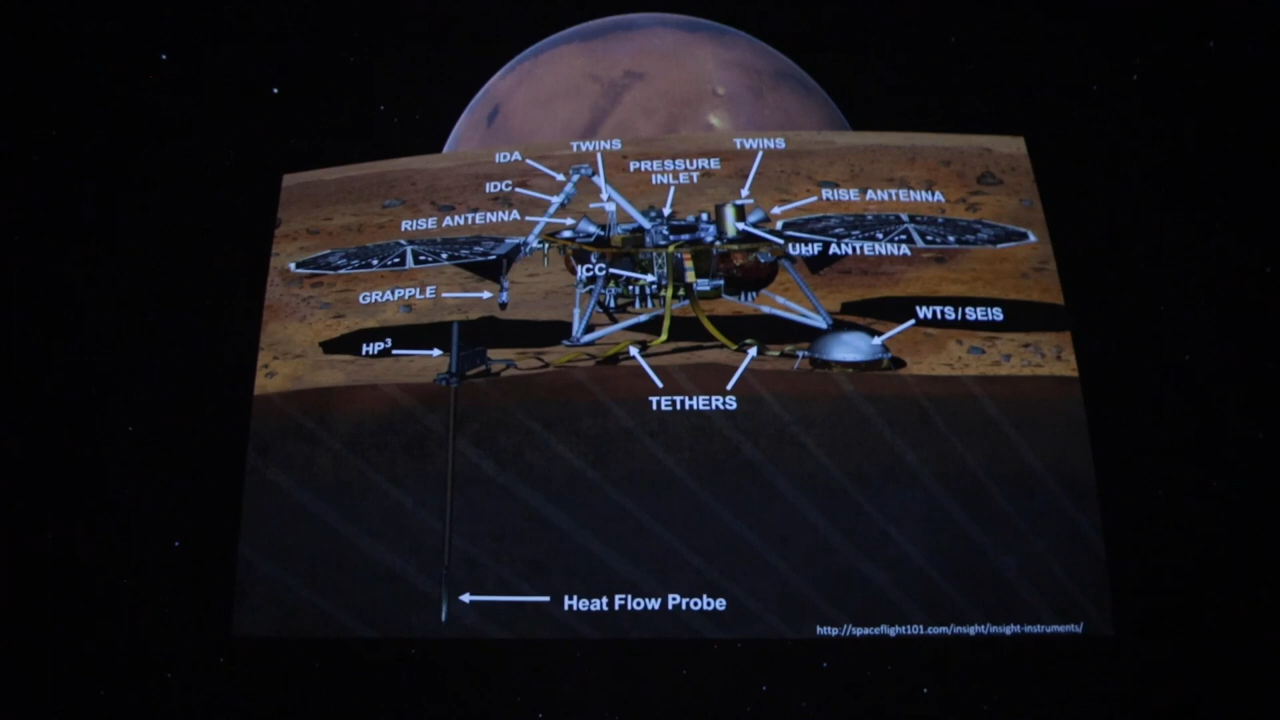 TWINS
TWINS
IDA
PRESSURE
INLET
IDC
RISE ANTENNA
RISE ANTENNA
UHF ANTENNA
ICC
GRAPPLE
WTS/SEIS
HP³
TETHERS
Heat Flow Probe
http://spaceflight101.com/insight/insight-instruments/